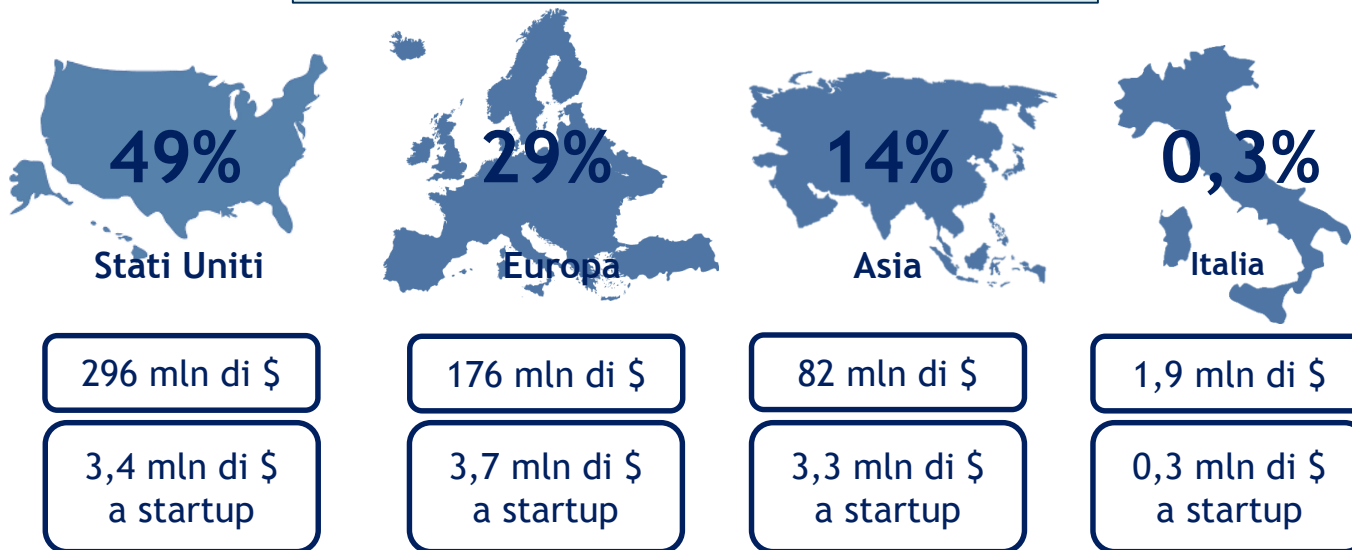 49%
29%
14%
0,3%
Stati Uniti
Europa
Asia
Italia
296 mln di $
176 mln di $
82 mln di $
1,9 mln di $
3,4 mln di $
a startup
3,7 mln di $
a startup
3,3 mln di $
a startup
0,3 mln di $
a startup